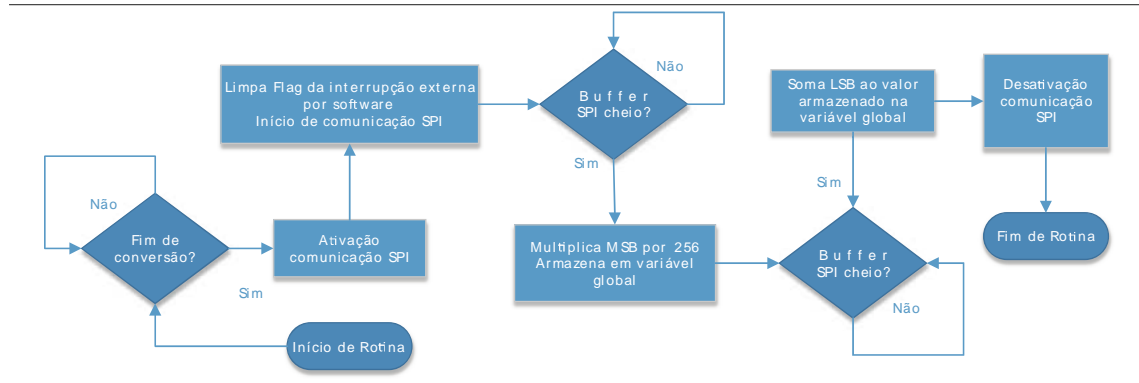 Início de Rotina
Fim de
conversão?
Não
Sim
Ativação
comunicação SPI
Limpa Flag da interrupção externa
por software
Início de comunicação SPI
Buffer
SPI cheio?
Não
Sim
Multiplica MSB por 256
Armazena em variável
global
Buffer
SPI cheio?
Não
Sim
Soma LSB ao valor
armazenado na
variável global
Desativação
comunicação
SPI
Fim de Rotina